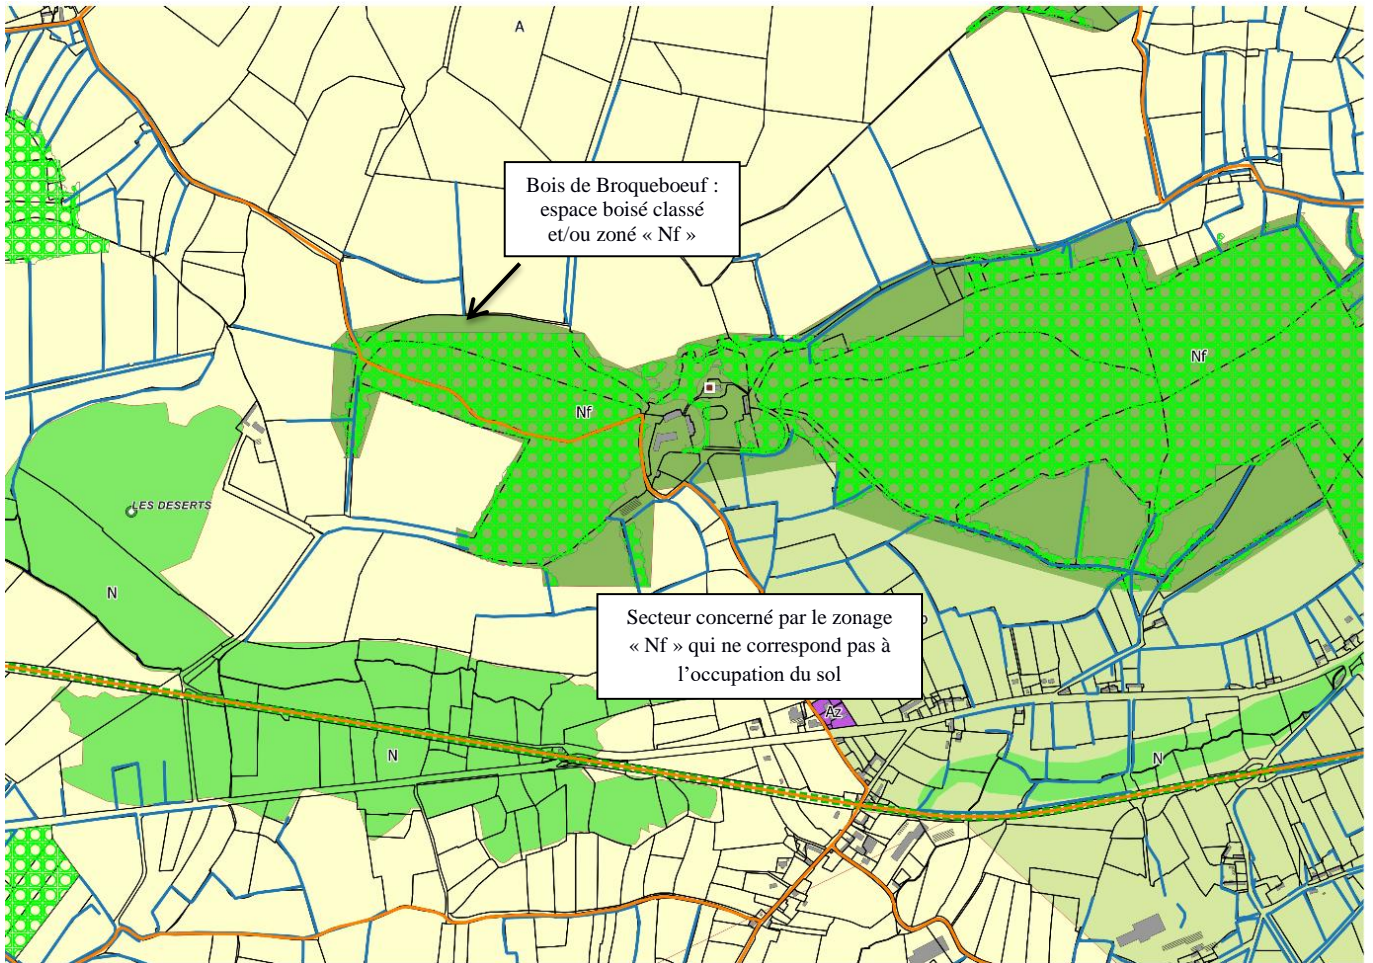 A
Bois de Broqueboeuf :
espace boisé classé
et/ou zoné « Nf »
Nf
Nf
LES DESERTS
N
Secteur concerné par le zonage
« Nf » qui ne correspond pas à
l’occupation du sol
Az
N
N